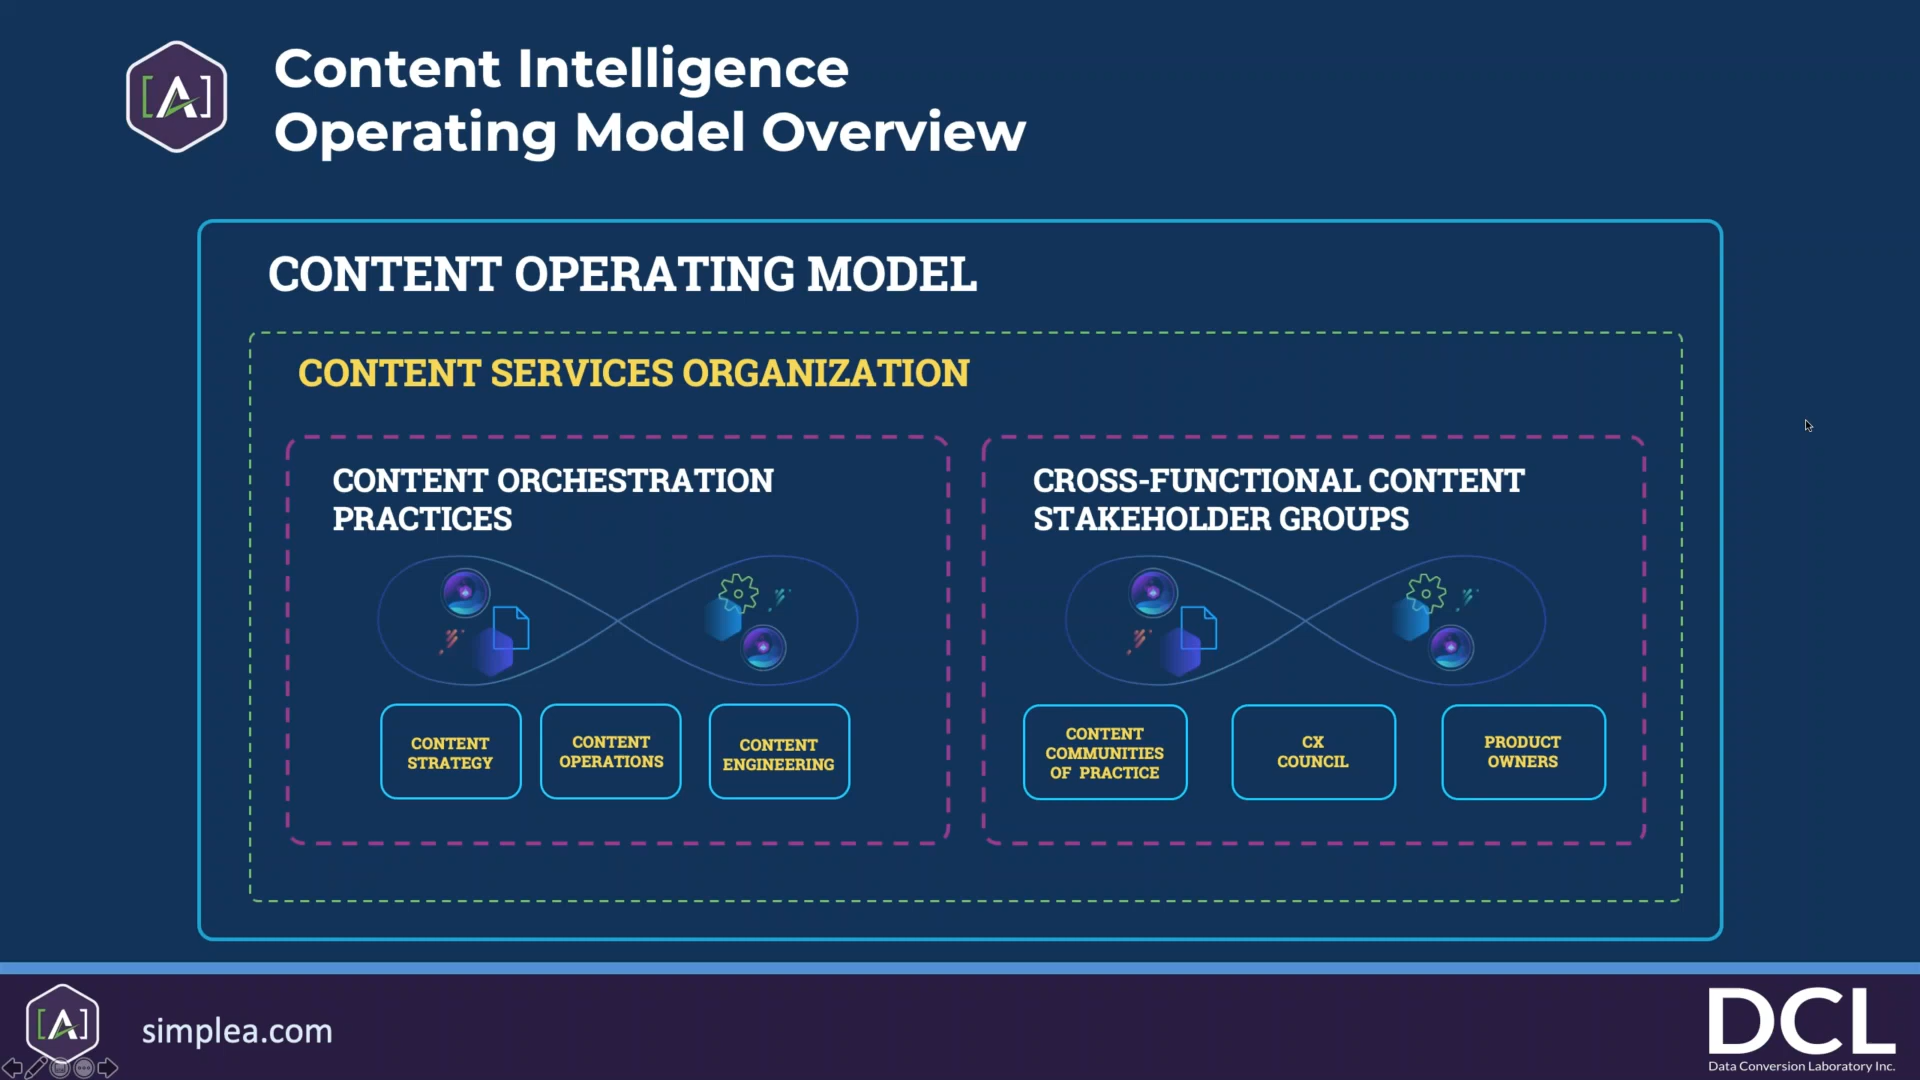 [A]
Content Intelligence
Operating Model Overview
CONTENT OPERATING MODEL
CONTENT SERVICES ORGANIZATION
CONTENT ORCHESTRATION
PRACTICES
CONTENT
STRATEGY
CONTENT
OPERATIONS
CONTENT
ENGINEERING
CROSS-FUNCTIONAL CONTENT
STAKEHOLDER GROUPS
CONTENT
COMMUNITIES
OF PRACTICE
CX
COUNCIL
PRODUCT
OWNERS
[A]
simplea.com
DCL
Data Conversion Laboratory Inc.